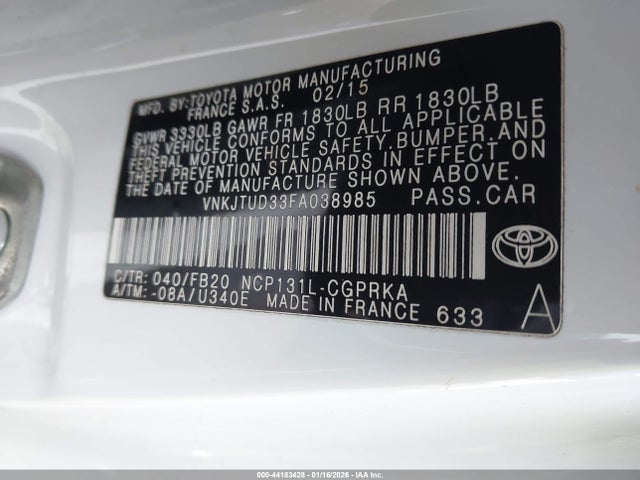 MFD. BY: TOYOTA MOTOR MANUFACTURING
FRANCE S.A.S. 02/15
GVWR 3330LB GAWR FR 1830LB RR 1830LB
THIS VEHICLE CONFORMS TO ALL APPLICABLE
FEDERAL MOTOR VEHICLE SAFETY, BUMPER, AND
THEFT PREVENTION STANDARDS IN EFFECT ON
THE DATE OF MANUFACTURE SHOWN ABOVE.
VNKJTUD33FA038985 PASS.CAR
C/TR: 040/FB20 NCP131L-CGPRKA
A/TM: -08A/U340E MADE IN FRANCE 633 A
000-44183428 - 01/16/2026 - IAA Inc.